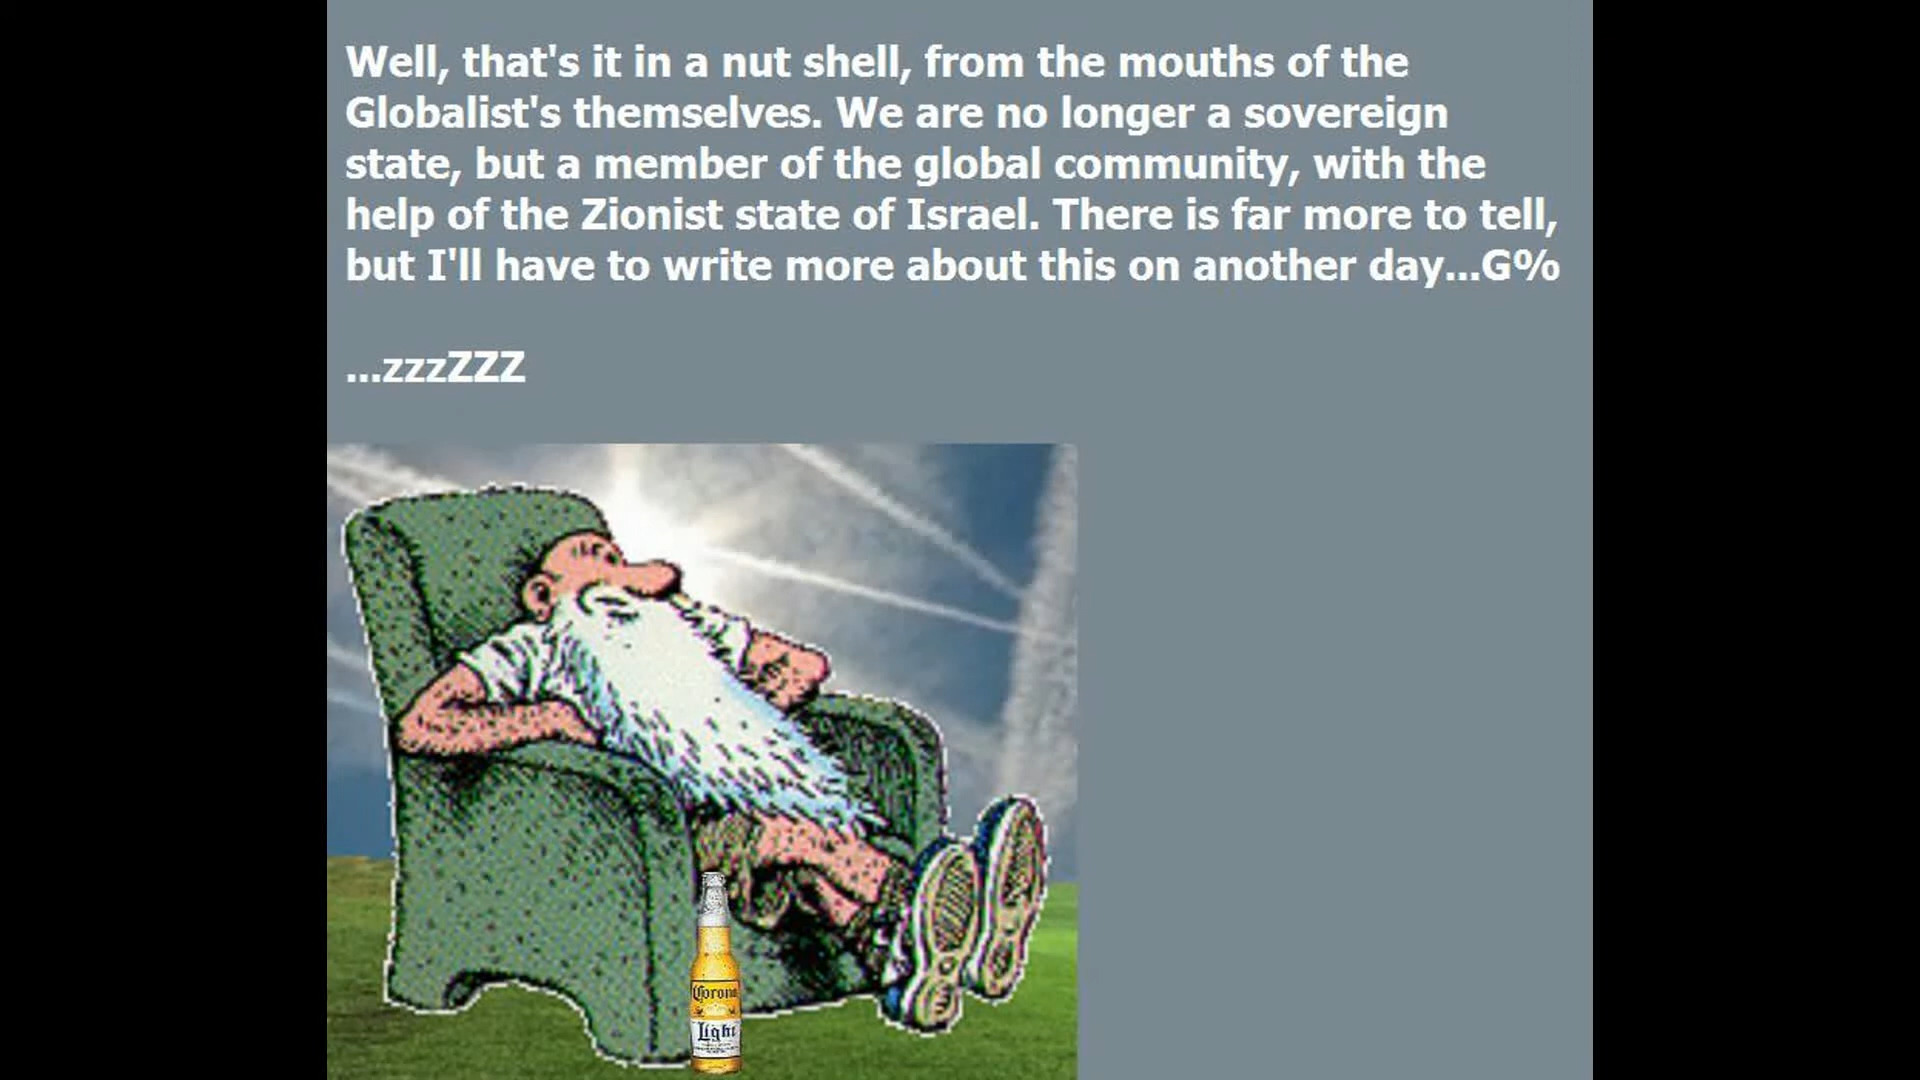 Well, that's it in a nut shell, from the mouths of the
Globalist's themselves. We are no longer a sovereign
state, but a member of the global community, with the
help of the Zionist state of Israel. There is far more to tell,
but I'll have to write more about this on another day...G%
...zzzZZZ
Corona
Light